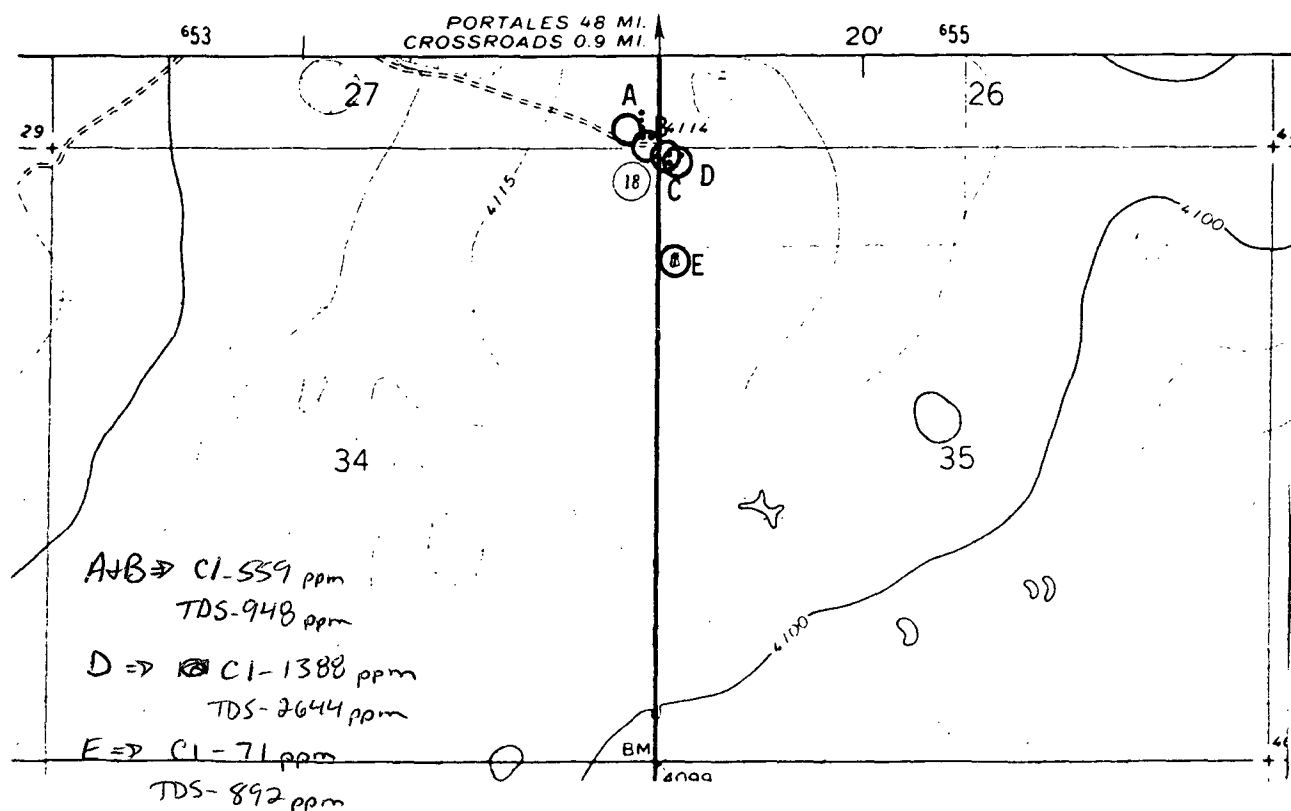 PORTALES 48 MI.
CROSSROADS 0.9 MI.
653
20'
655
27
26
A
B
4114
29
18
C
D
4115
4100
E
34
35
A+B ⇒ Cl-559 ppm
TDS-948 ppm
D ⇒ Cl-1388 ppm
TDS-2644 ppm
E ⇒ Cl-71 ppm
TDS-892 ppm
4100
BM
4099